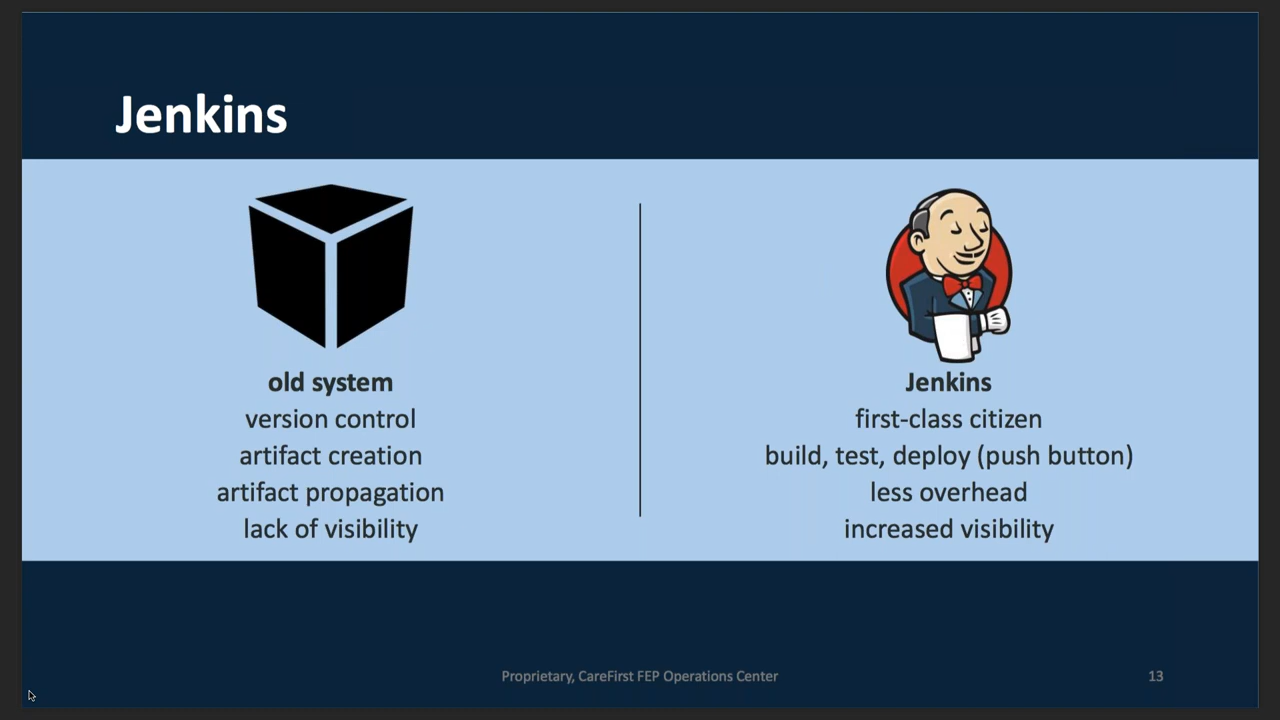 Jenkins
old system
version control
artifact creation
artifact propagation
lack of visibility
Jenkins
first-class citizen
build, test, deploy (push button)
less overhead
increased visibility
Proprietary, CareFirst FEP Operations Center
13